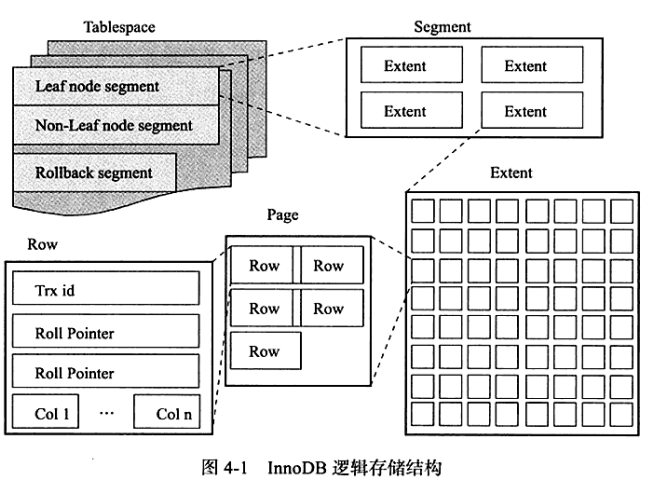 Tablespace
Leaf node segment
Non-Leaf node segment
Rollback segment
Segment
Extent Extent
Extent Extent
Extent
Page
Row Row
Row Row
Row
Row
Trx id
Roll Pointer
Roll Pointer
Col 1 … Col n
图 4-1 InnoDB 逻辑存储结构